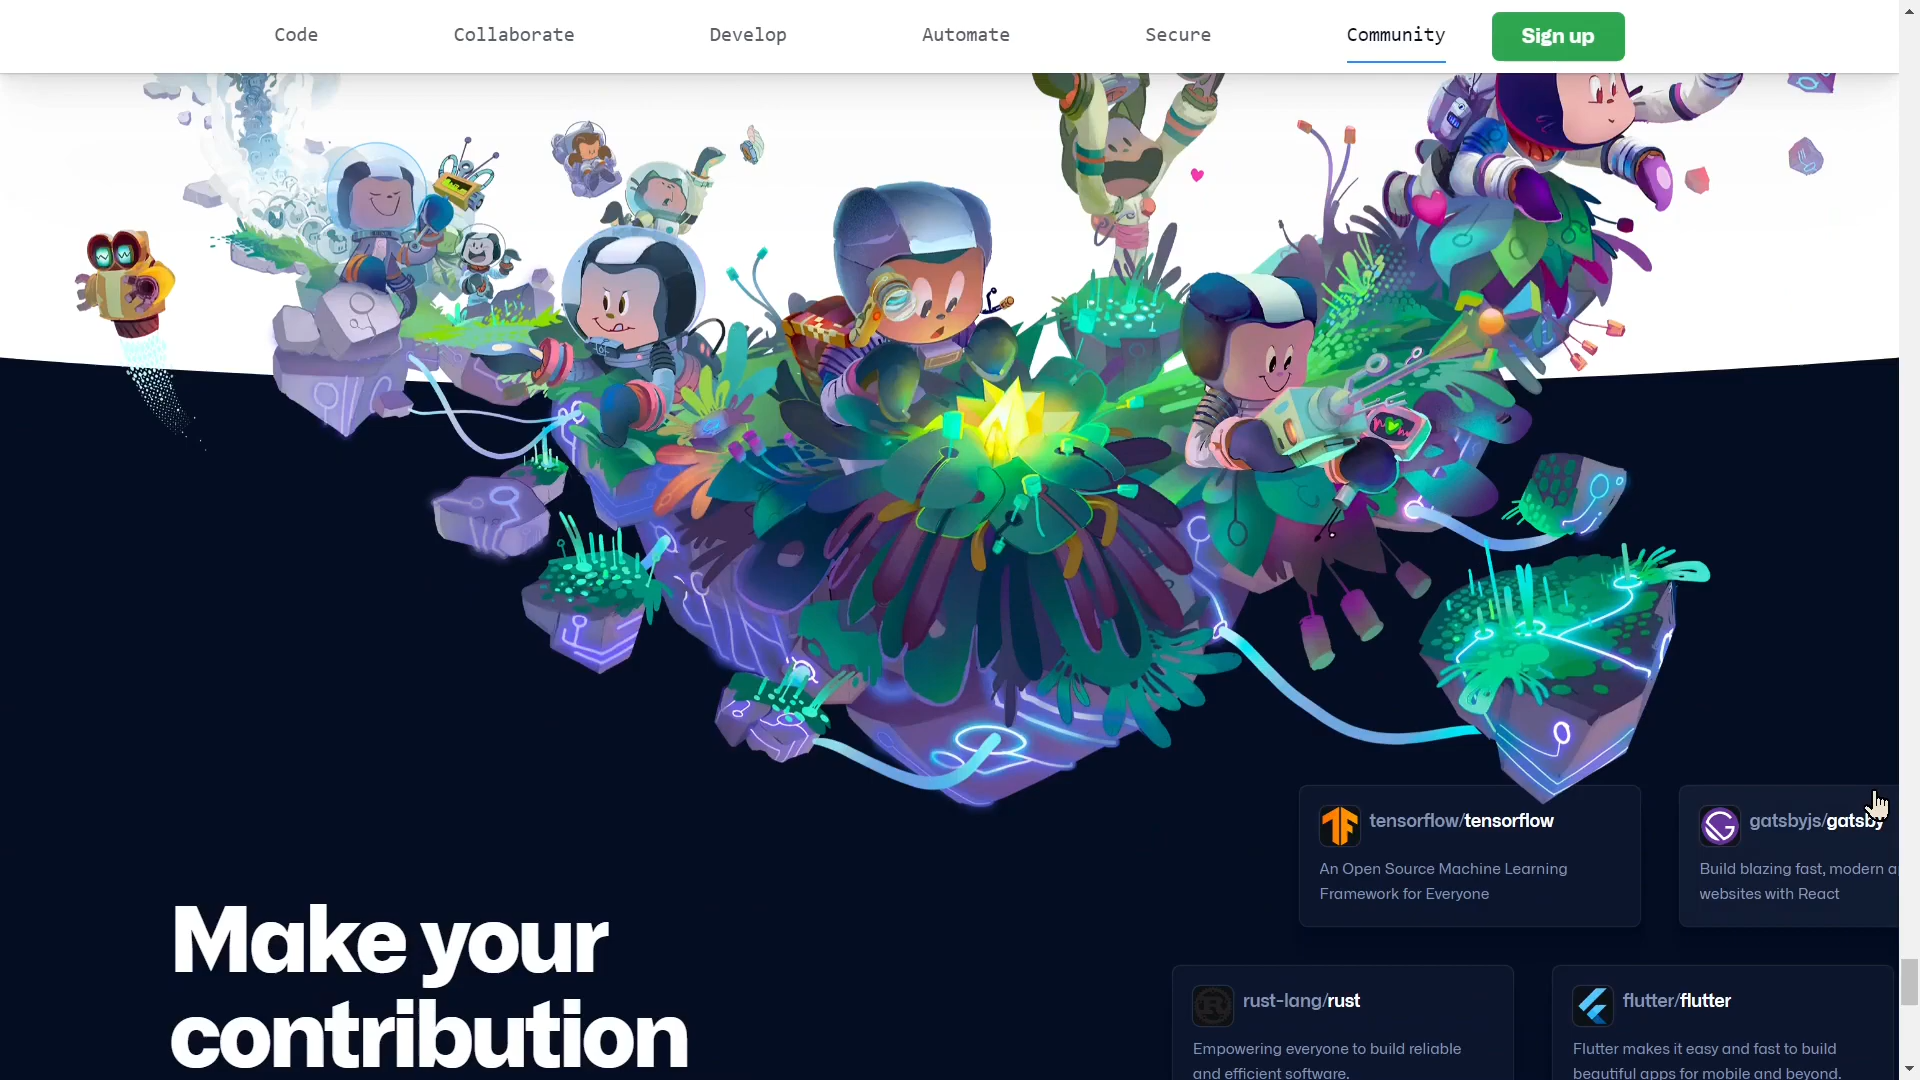 Code Collaborate Develop Automate Secure Community Sign up
tensorflow/tensorflow
An Open Source Machine Learning
Framework for Everyone
gatsbyjs/gatsby
Build blazing fast, modern a
websites with React
Make your
contribution
rust-lang/rust
Empowering everyone to build reliable
and efficient software.
flutter/flutter
Flutter makes it easy and fast to build
beautiful apps for mobile and beyond.